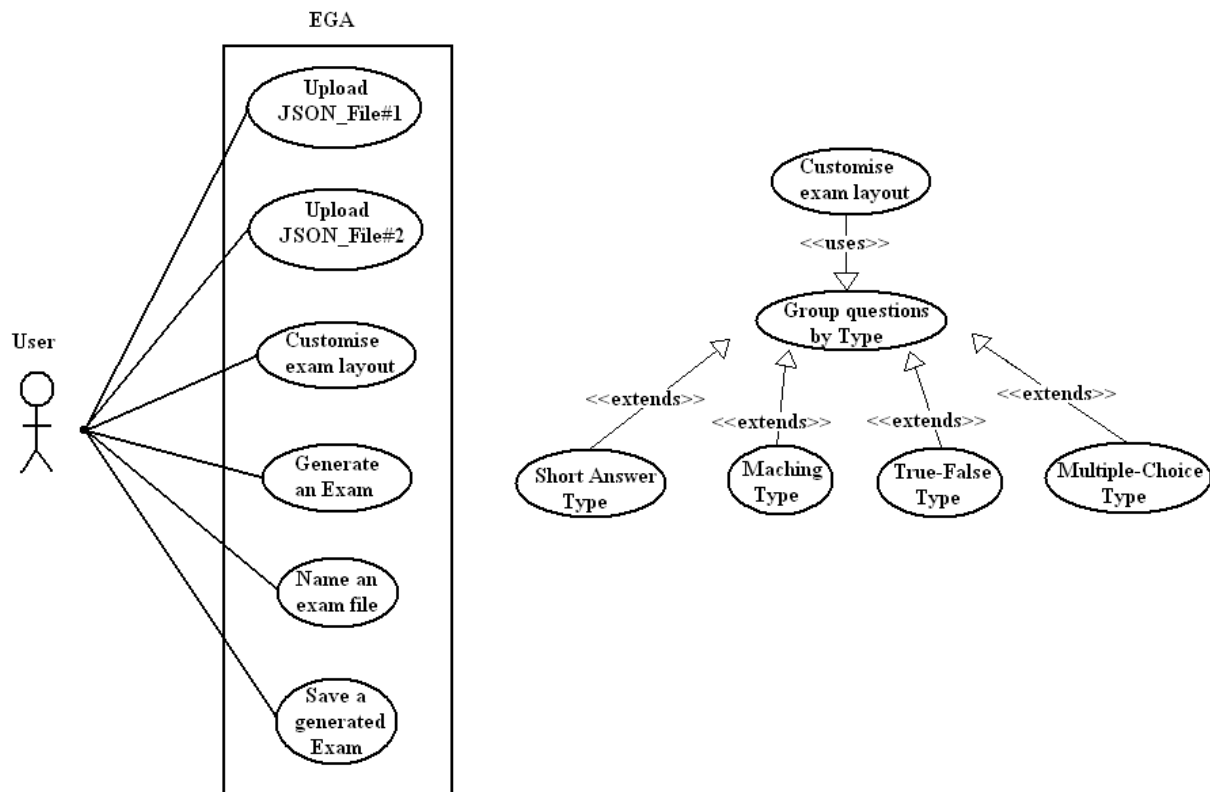 EGA
Upload
JSON_File#1
Upload
JSON_File#2
Customise
exam layout
User
Generate
an Exam
Name an
exam file
Save a
generated
Exam
Customise
exam layout
<<uses>>
Group questions
by Type
<<extends>>
<<extends>>
<<extends>>
<<extends>>
Short Answer
Type
Maching
Type
True-False
Type
Multiple-Choice
Type